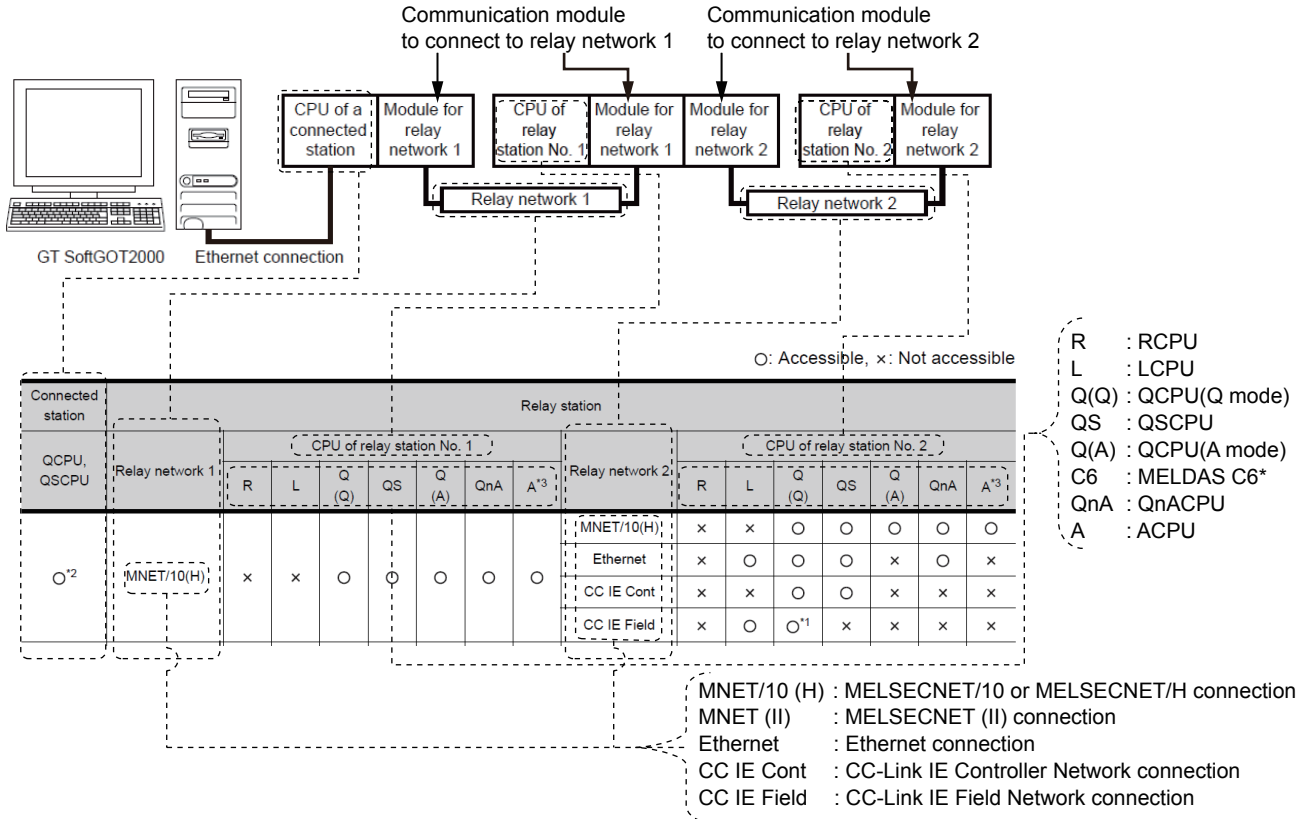 Communication module
to connect to relay network 1
Communication module
to connect to relay network 2
CPU of a
connected
station
Module for
relay
network 1
CPU of
relay
station No. 1
Module for
relay
network 1
Module for
relay
network 2
CPU of
relay
station No. 2
Module for
relay
network 2
Relay network 1
Relay network 2
GT SoftGOT2000
Ethernet connection
○: Accessible, ×: Not accessible
Connected
station
Relay station
QCPU,
QSCPU
Relay network 1
CPU of relay station No. 1
Relay network 2
CPU of relay station No. 2
R L Q
(Q) QS Q
(A) QnA A*3
R L Q
(Q) QS Q
(A) QnA A*3
○*2 MNET/10(H) × × ○ ○ ○ ○ ○
MNET/10(H) × × ○ ○ ○ ○ ○
Ethernet × ○ ○ ○ × ○ ×
CC IE Cont × × ○ ○ × × ×
CC IE Field × ○ ○*1 × × × ×
R : RCPU
L : LCPU
Q(Q) : QCPU(Q mode)
QS : QSCPU
Q(A) : QCPU(A mode)
C6 : MELDAS C6*
QnA : QnACPU
A : ACPU
MNET/10 (H) : MELSECNET/10 or MELSECNET/H connection
MNET (II) : MELSECNET (II) connection
Ethernet : Ethernet connection
CC IE Cont : CC-Link IE Controller Network connection
CC IE Field : CC-Link IE Field Network connection